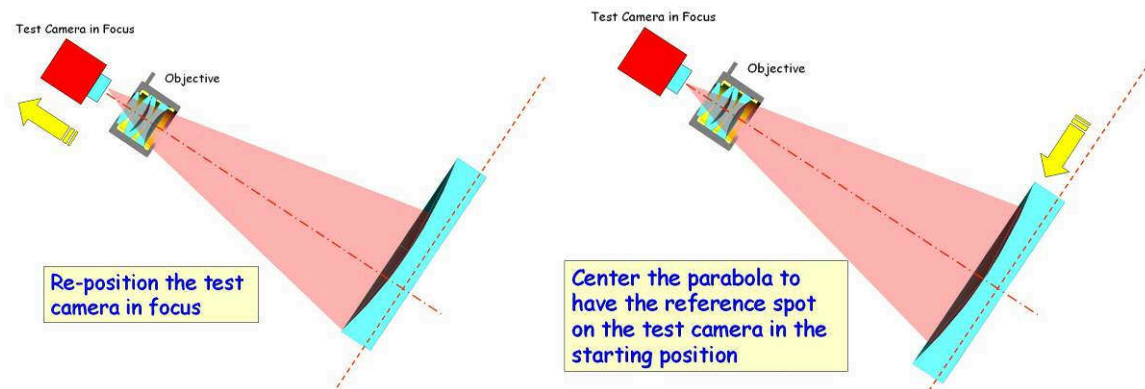 Test Camera in Focus
Objective
Re-position the test
camera in focus
Test Camera in Focus
Objective
Center the parabola to
have the reference spot
on the test camera in the
starting position